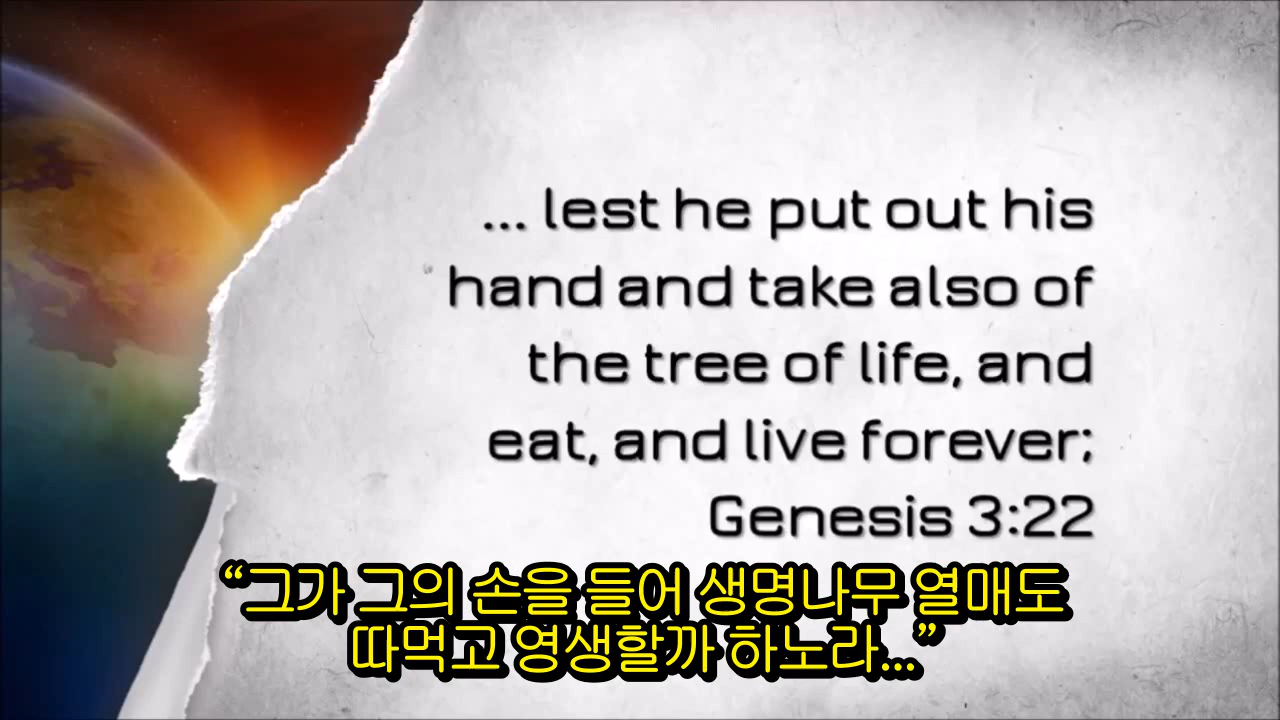 ... lest he put out his
hand and take also of
the tree of life, and
eat, and live forever;
Genesis 3:22
“그가 그의 손을 들어 생명나무 열매도
따먹고 영생할까 하노라...”